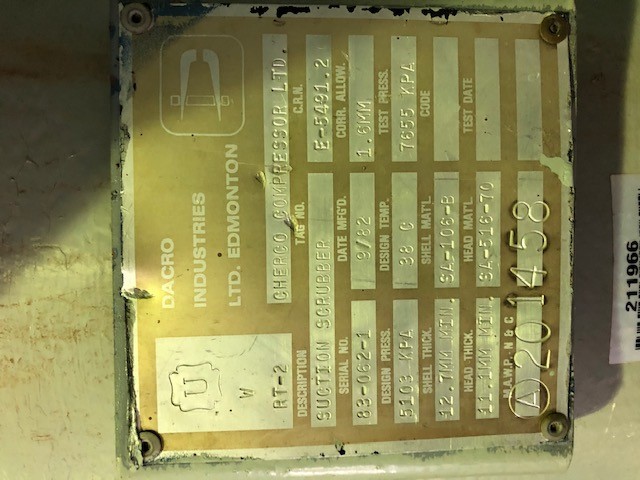 DACRO
INDUSTRIES
LTD. EDMONTON
U
W
RT-2
CHEPCO COMPRESSOR LTD.
DESCRIPTION TAG NO. C.R.N.
SUCTION SCRUBBER E-5491.2
SERIAL NO. DATE MFG'D. CORR. ALLOW.
83-062-1 9/82 1.6MM
DESIGN PRESS. DESIGN TEMP. TEST PRESS.
5103 KPA 38 C 7655 KPA
SHELL THICK. SHELL MAT'L CODE
12.7MM MIN. SA-106-B
HEAD THICK. HEAD MAT'L TEST DATE
11.1MM MIN. SA-516-70
M.A.W.P. N & C
A 201458
211966